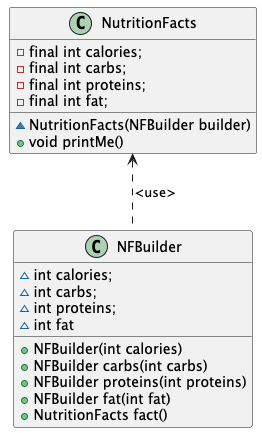 C NutritionFacts
final int calories;
final int carbs;
final int proteins;
final int fat;
NutritionFacts(NFBuilder builder)
void printMe()
<use>
C NFBuilder
int calories;
int carbs;
int proteins;
int fat
NFBuilder(int calories)
NFBuilder carbs(int carbs)
NFBuilder proteins(int proteins)
NFBuilder fat(int fat)
NutritionFacts fact()